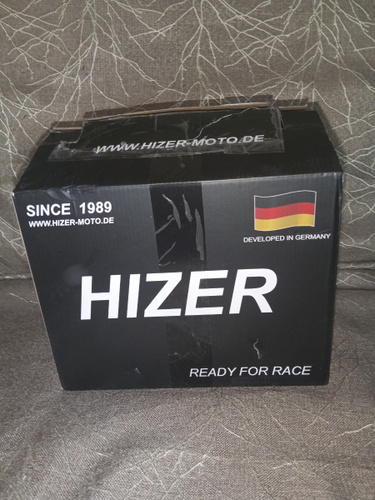 WWW.HIZER-MOTO.DE
SINCE 1989
WWW.HIZER-MOTO.DE
DEVELOPED IN GERMANY
HIZER
READY FOR RACE